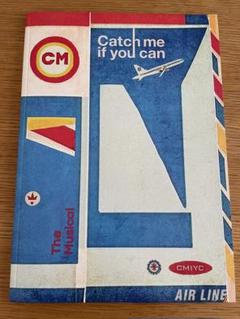 CM
Catch me
if you can
The
Musical
CMIYC
AIR LINE